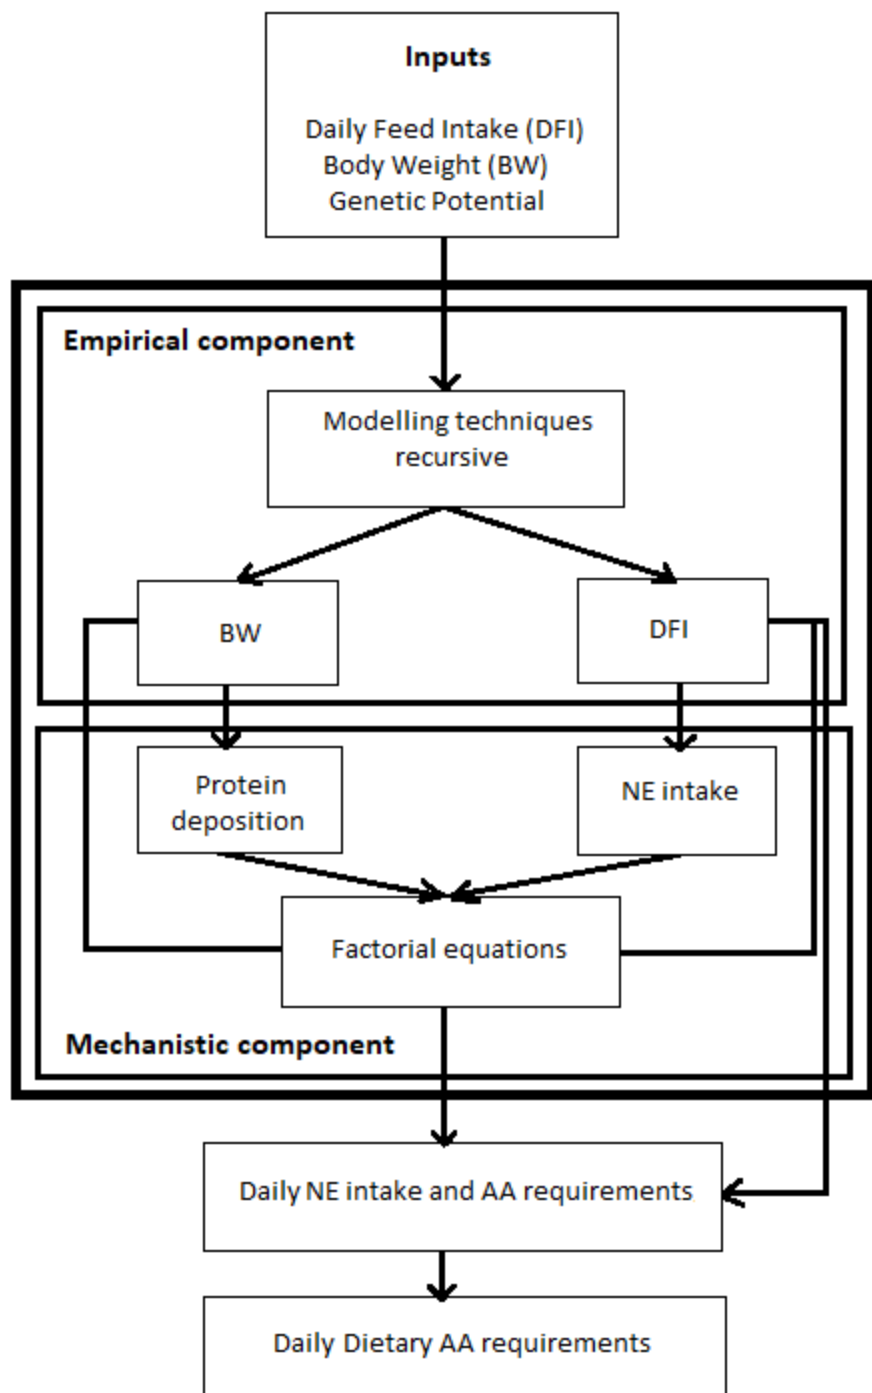 Inputs
Daily Feed Intake (DFI)
Body Weight (BW)
Genetic Potential
Empirical component
Modelling techniques
recursive
BW
DFI
Protein
deposition
NE intake
Factorial equations
Mechanistic component
Daily NE intake and AA requirements
Daily Dietary AA requirements